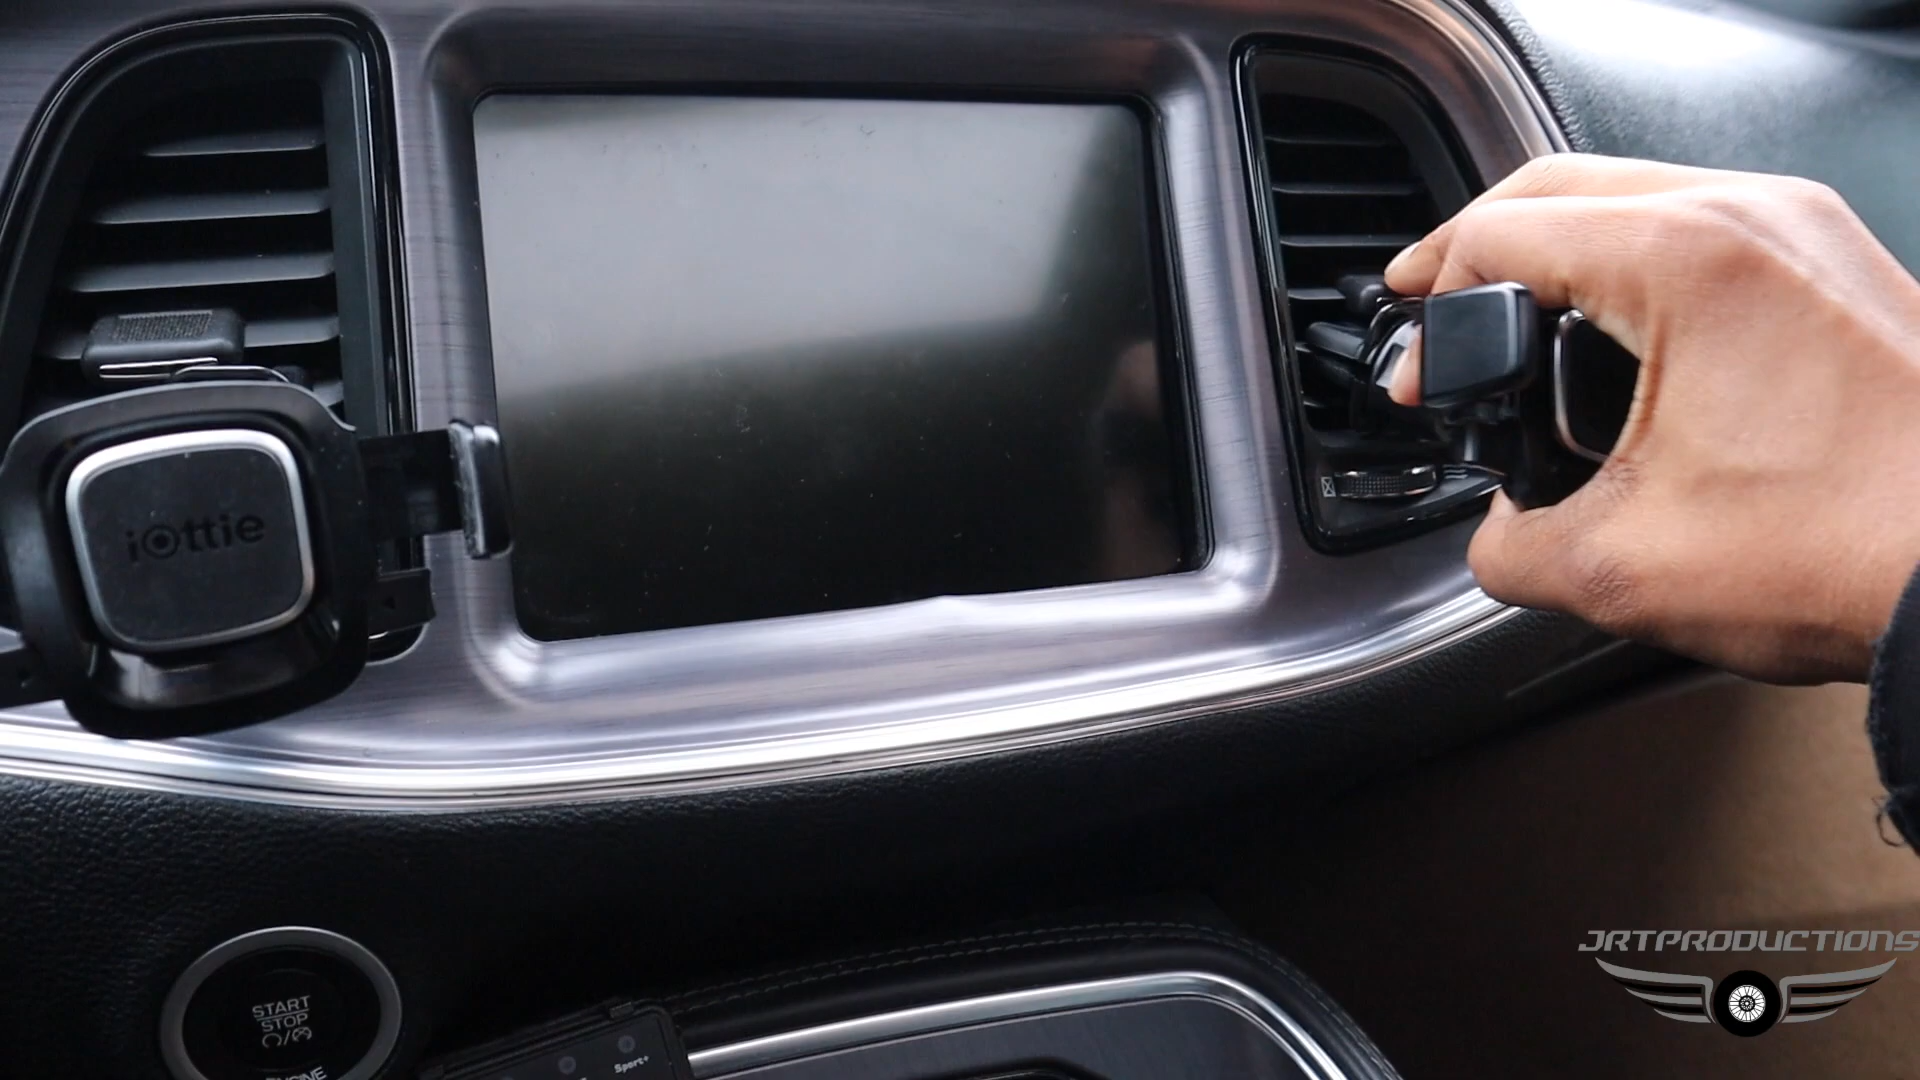 iOttie
JRTPRODUCTIONS
START
STOP
ENGINE
Sport+